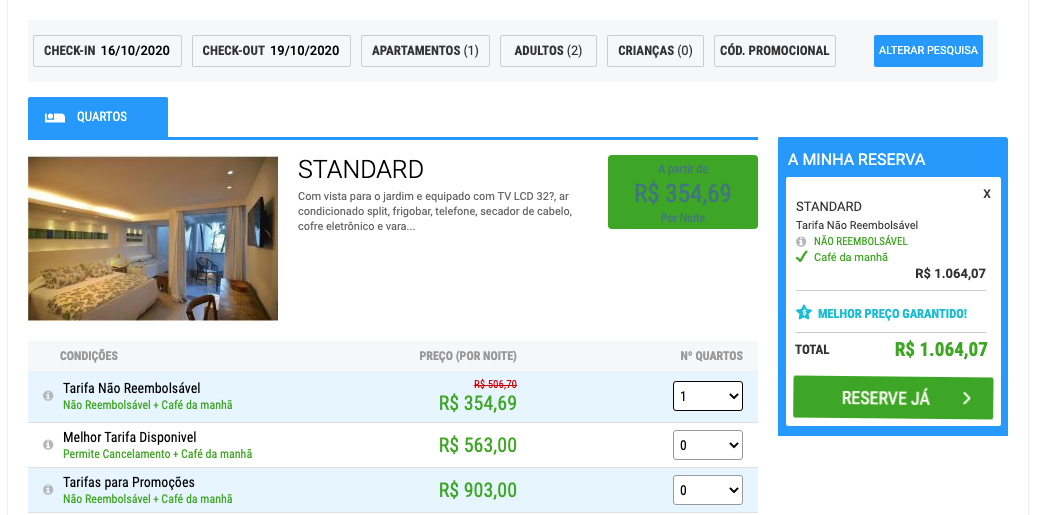 CHECK-IN 16/10/2020
CHECK-OUT 19/10/2020
APARTAMENTOS (1)
ADULTOS (2)
CRIANÇAS (0)
CÓD. PROMOCIONAL
ALTERAR PESQUISA
QUARTOS
STANDARD
Com vista para o jardim e equipado com TV LCD 32?, ar
condicionado split, frigobar, telefone, secador de cabelo,
cofre eletrônico e vara...
A partir de
R$ 354,69
Por Noite
CONDIÇÕES PREÇO (POR NOITE) Nº QUARTOS
Tarifa Não Reembolsável
Não Reembolsável + Café da manhã
R$ 506,70
R$ 354,69
1
Melhor Tarifa Disponivel
Permite Cancelamento + Café da manhã
R$ 563,00
0
Tarifas para Promoções
Não Reembolsável + Café da manhã
R$ 903,00
0
A MINHA RESERVA
X
STANDARD
Tarifa Não Reembolsável
NÃO REEMBOLSÁVEL
Café da manhã
R$ 1.064,07
MELHOR PREÇO GARANTIDO!
TOTAL R$ 1.064,07
RESERVE JÁ